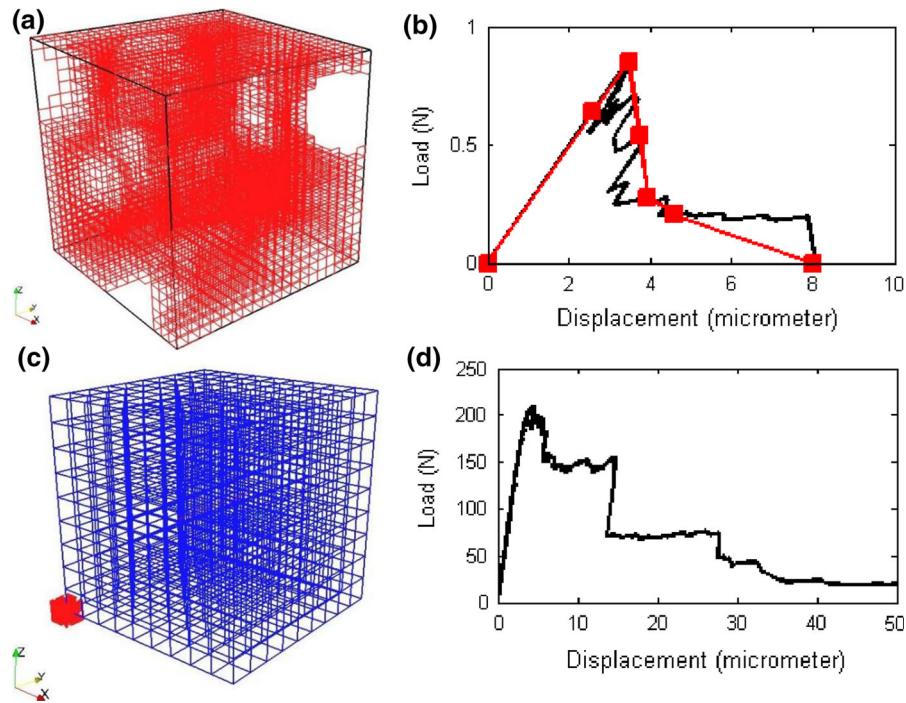 (a)
Z
Y
X
(b)
1
0.5
0
0 2 4 6 8 10
Load (N)
Displacement (micrometer)
(c)
Z
Y
X
(d)
250
200
150
100
50
0
0 10 20 30 40 50
Load (N)
Displacement (micrometer)